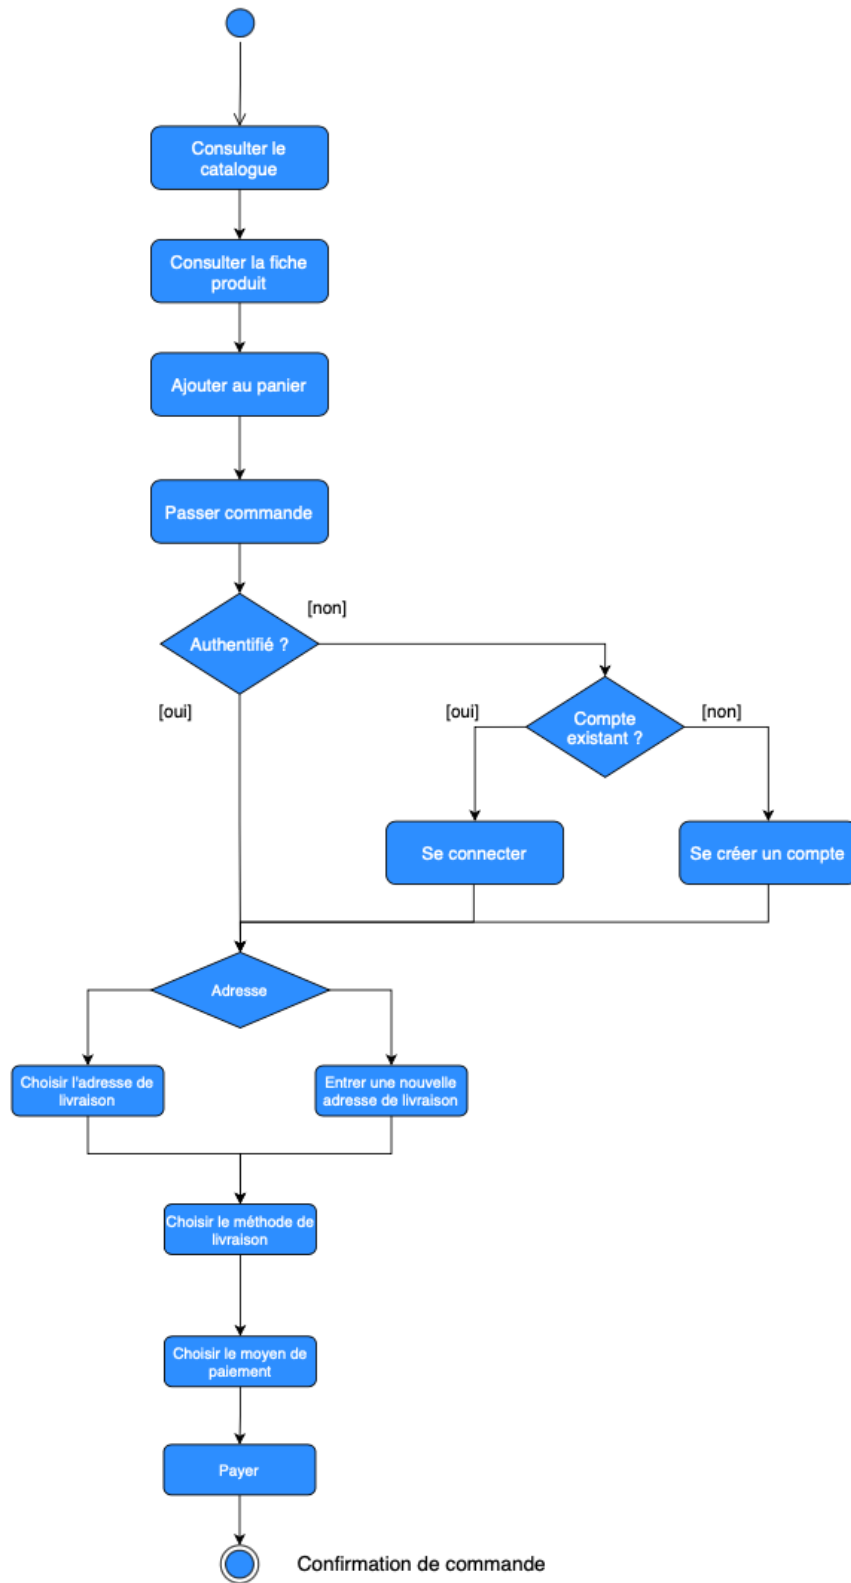 Consulter le
catalogue
Consulter la fiche
produit
Ajouter au panier
Passer commande
[non]
Authentifié ?
[oui]
[oui]
[non]
Compte
existant ?
Se connecter
Se créer un compte
Adresse
Choisir l'adresse de
livraison
Entrer une nouvelle
adresse de livraison
Choisir le méthode de
livraison
Choisir le moyen de
paiement
Payer
Confirmation de commande